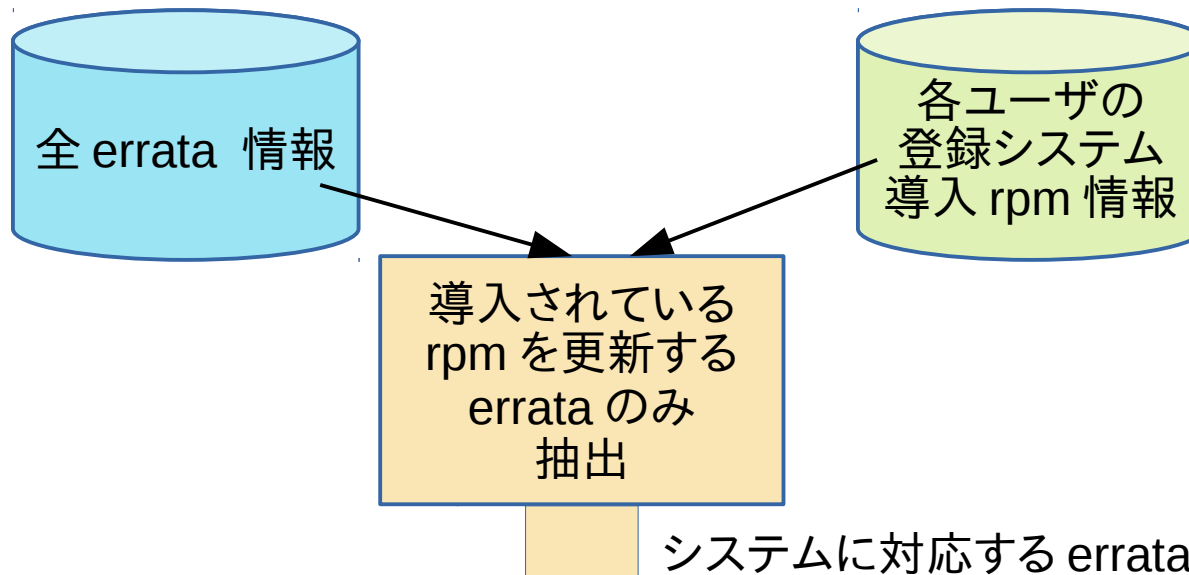 全 errata 情報
各ユーザの
登録システム
導入 rpm 情報
導入されている
rpm を更新する
errata のみ
抽出
システムに対応する errata